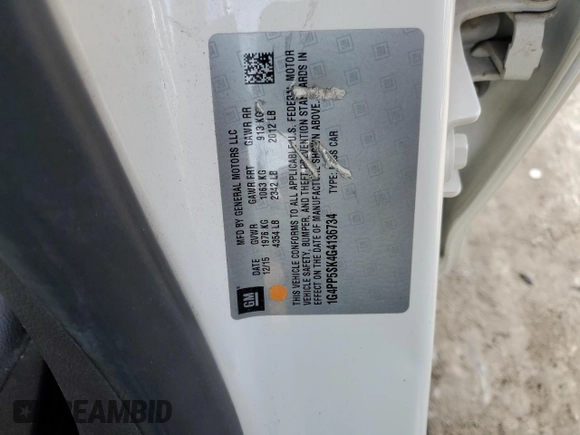 GM
MFD BY GENERAL MOTORS LLC
DATE GVWR GAWR FRT GAWR RR
12/15 1976 KG 1063 KG 913 KG
4354 LB 2342 LB 2012 LB
THIS VEHICLE CONFORMS TO ALL APPLICABLE U.S. FEDERAL MOTOR
VEHICLE SAFETY, BUMPER, AND THEFT PREVENTION STANDARDS IN
EFFECT ON THE DATE OF MANUFACTURE SHOWN ABOVE.
TYPE: CAR
1G4PP5SK4G4136734